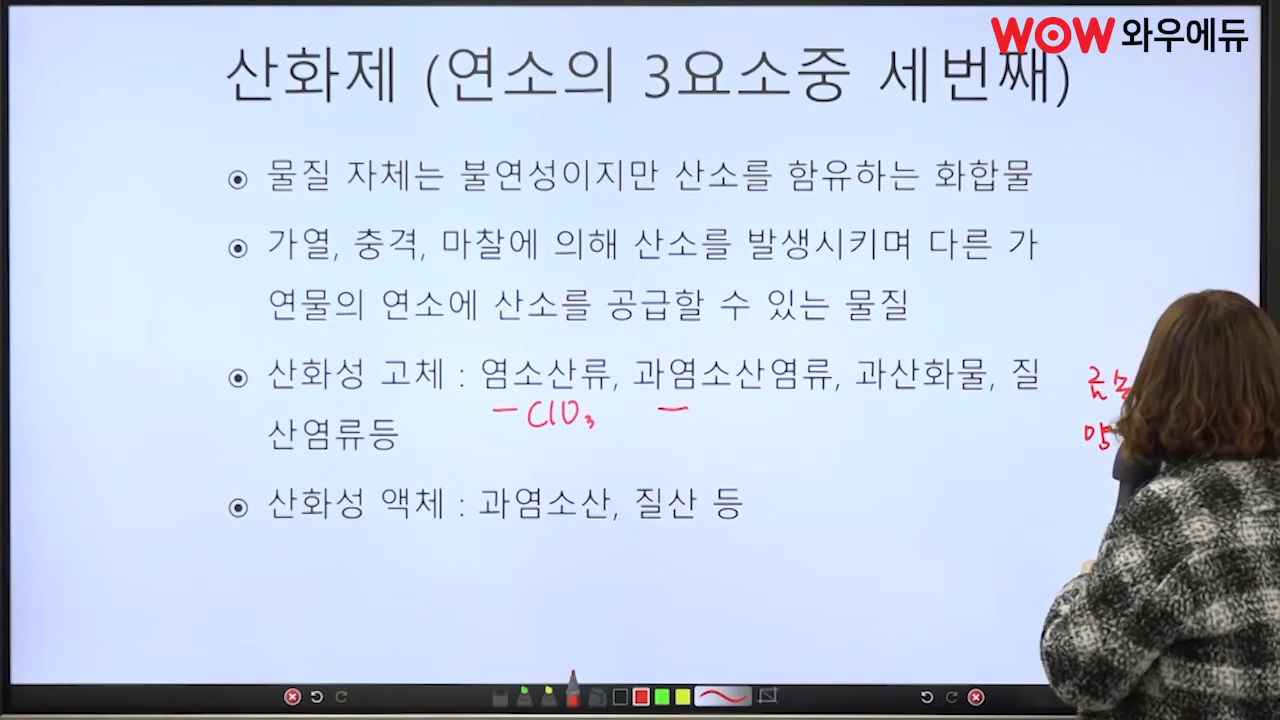 WOW 와우에듀
산화제 (연소의 3요소중 세번째)
물질 자체는 불연성이지만 산소를 함유하는 화합물
가열, 충격, 마찰에 의해 산소를 발생시키며 다른 가
연물의 연소에 산소를 공급할 수 있는 물질
산화성 고체 : 염소산류, 과염소산염류, 과산화물, 질
-ClO₃
산염류등
산화성 액체 : 과염소산, 질산 등